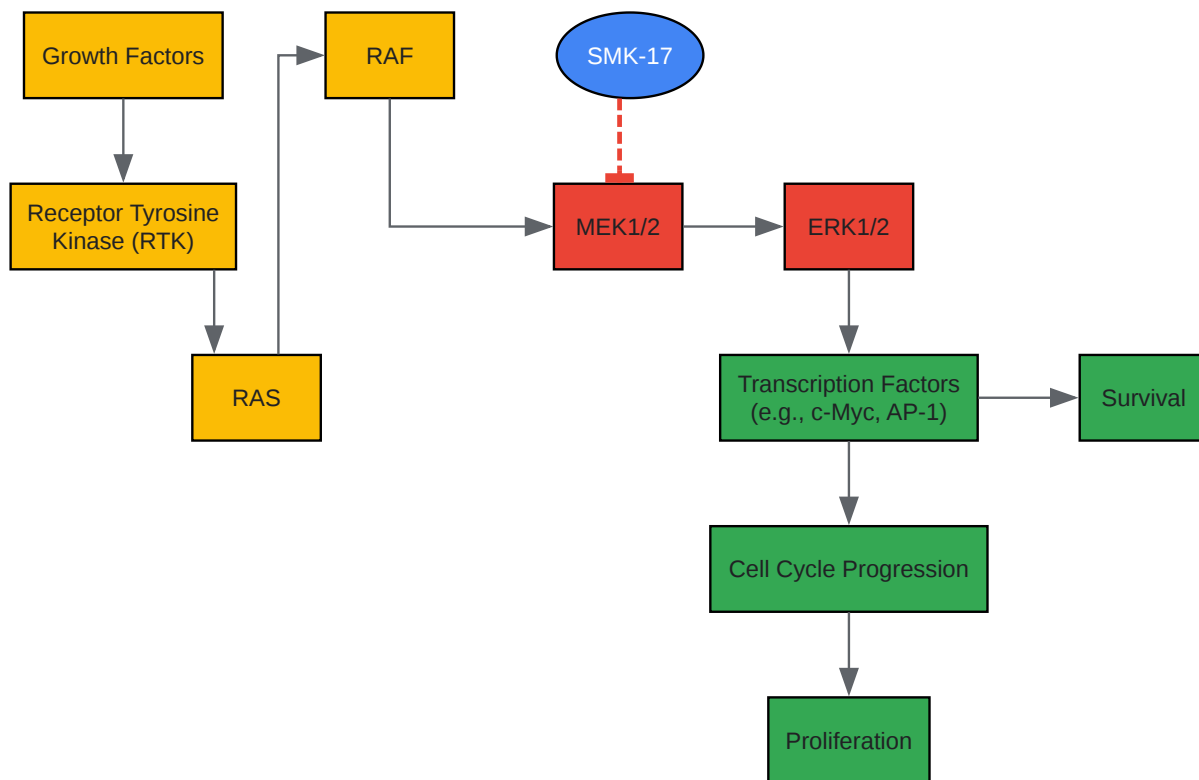 Growth Factors
RAF
SMK-17
Receptor Tyrosine
Kinase (RTK)
MEK1/2
ERK1/2
RAS
Transcription Factors
(e.g., c-Myc, AP-1)
Survival
Cell Cycle Progression
Proliferation